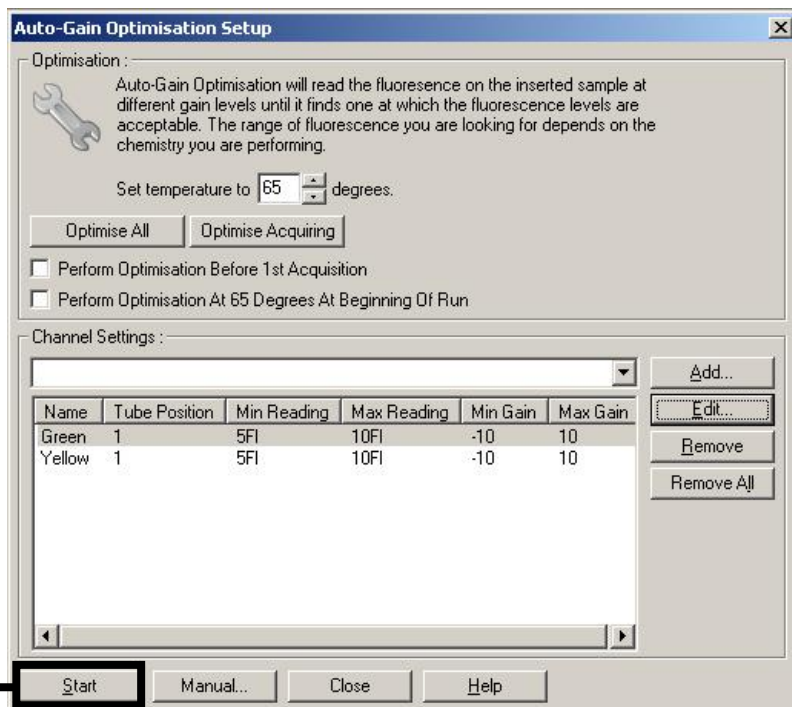 Auto-Gain Optimisation Setup
Optimisation :
Auto-Gain Optimisation will read the fluoresence on the inserted sample at
different gain levels until it finds one at which the fluorescence levels are
acceptable. The range of fluorescence you are looking for depends on the
chemistry you are performing.
Set temperature to 65 degrees.
Optimise All Optimise Acquiring
Perform Optimisation Before 1st Acquisition
Perform Optimisation At 65 Degrees At Beginning Of Run
Channel Settings :
Add...
Name Tube Position Min Reading Max Reading Min Gain Max Gain
Edit...
Green 1 5Fl 10Fl -10 10
Yellow 1 5Fl 10Fl -10 10
Remove
Remove All
Start Manual... Close Help